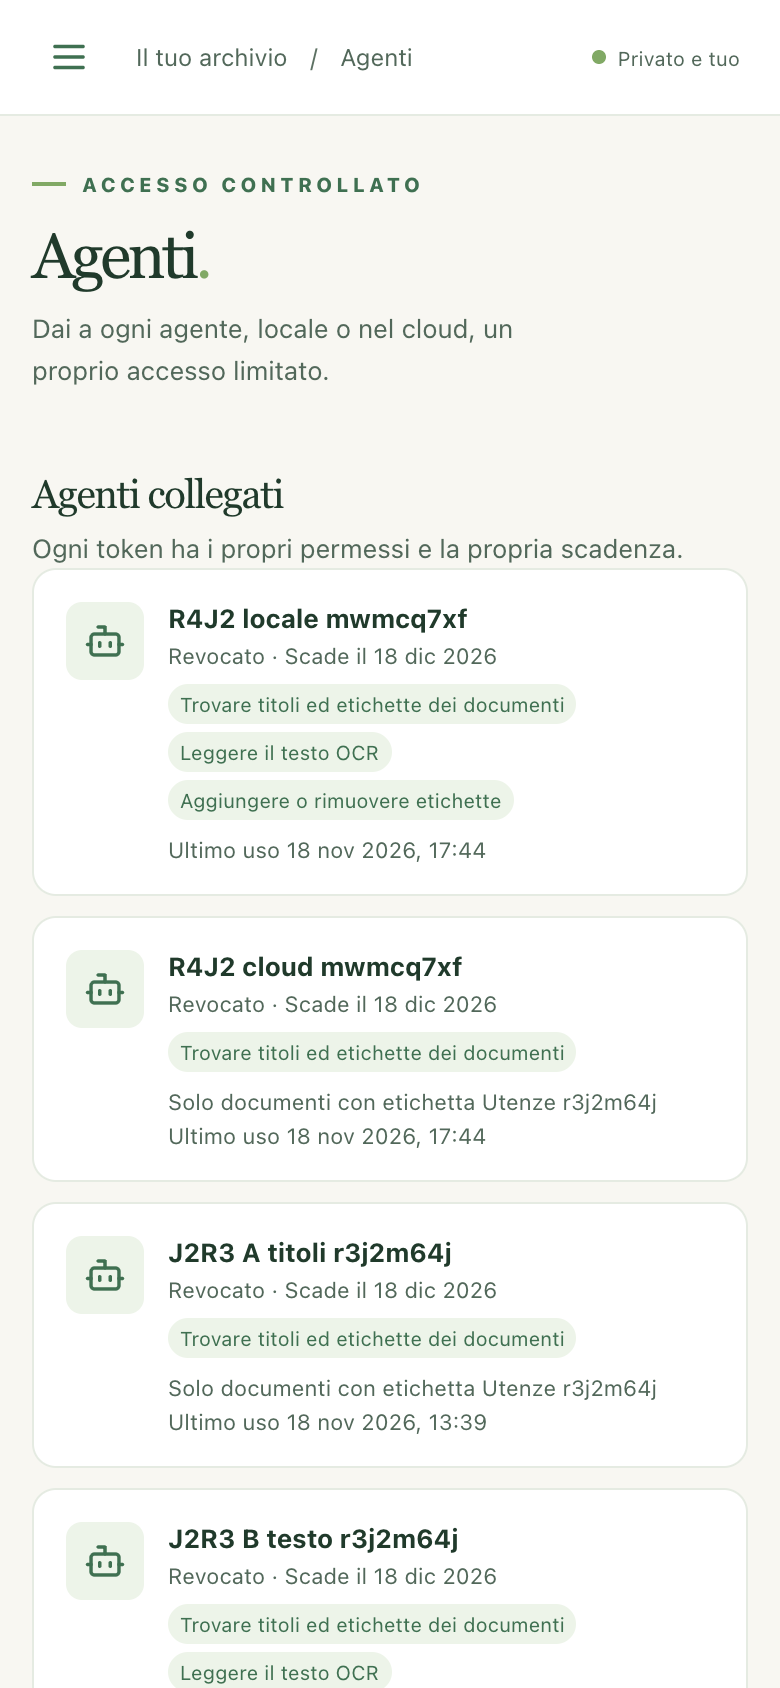 Il tuo archivio / Agenti
Privato e tuo
ACCESSO CONTROLLATO
Agenti.
Dai a ogni agente, locale o nel cloud, un
proprio accesso limitato.
Agenti collegati
Ogni token ha i propri permessi e la propria scadenza.
R4J2 locale mwmcq7xf
Revocato · Scade il 18 dic 2026
Trovare titoli ed etichette dei documenti
Leggere il testo OCR
Aggiungere o rimuovere etichette
Ultimo uso 18 nov 2026, 17:44
R4J2 cloud mwmcq7xf
Revocato · Scade il 18 dic 2026
Trovare titoli ed etichette dei documenti
Solo documenti con etichetta Utenze r3j2m64j
Ultimo uso 18 nov 2026, 17:44
J2R3 A titoli r3j2m64j
Revocato · Scade il 18 dic 2026
Trovare titoli ed etichette dei documenti
Solo documenti con etichetta Utenze r3j2m64j
Ultimo uso 18 nov 2026, 13:39
J2R3 B testo r3j2m64j
Revocato · Scade il 18 dic 2026
Trovare titoli ed etichette dei documenti
Leggere il testo OCR